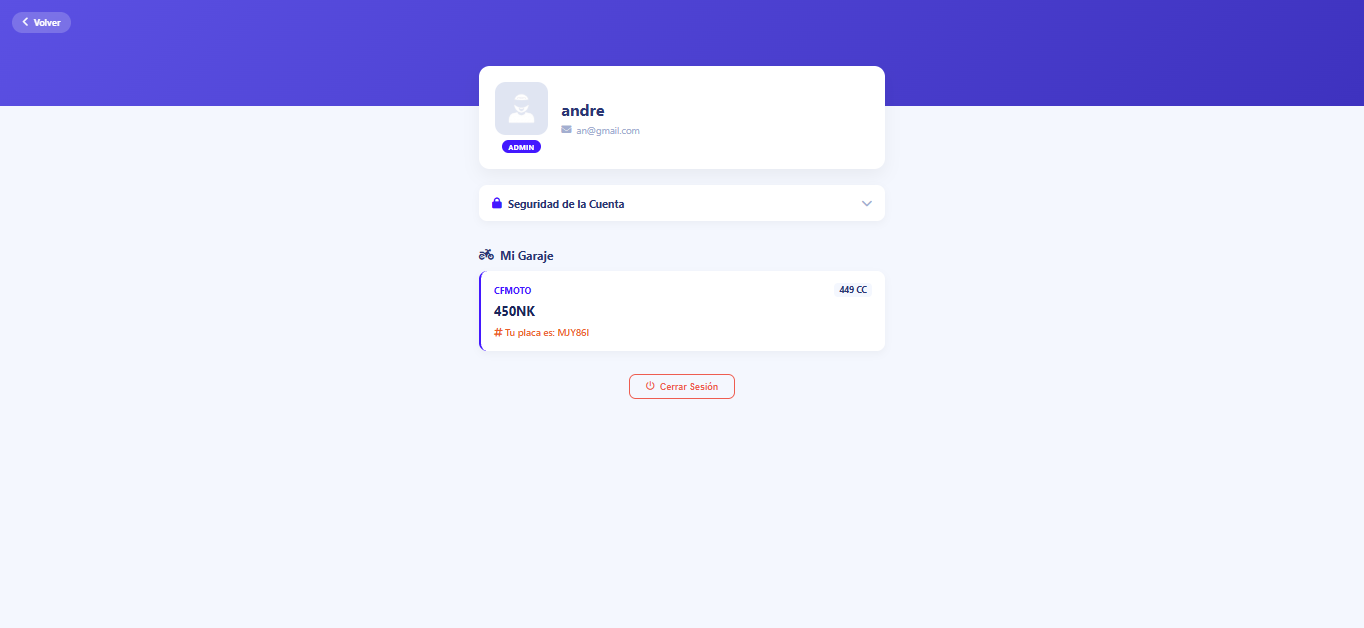 Volver
andre
an@gmail.com
ADMIN
Seguridad de la Cuenta
Mi Garaje
CFMOTO
449 CC
450NK
# Tu placa es: MJY86I
Cerrar Sesión